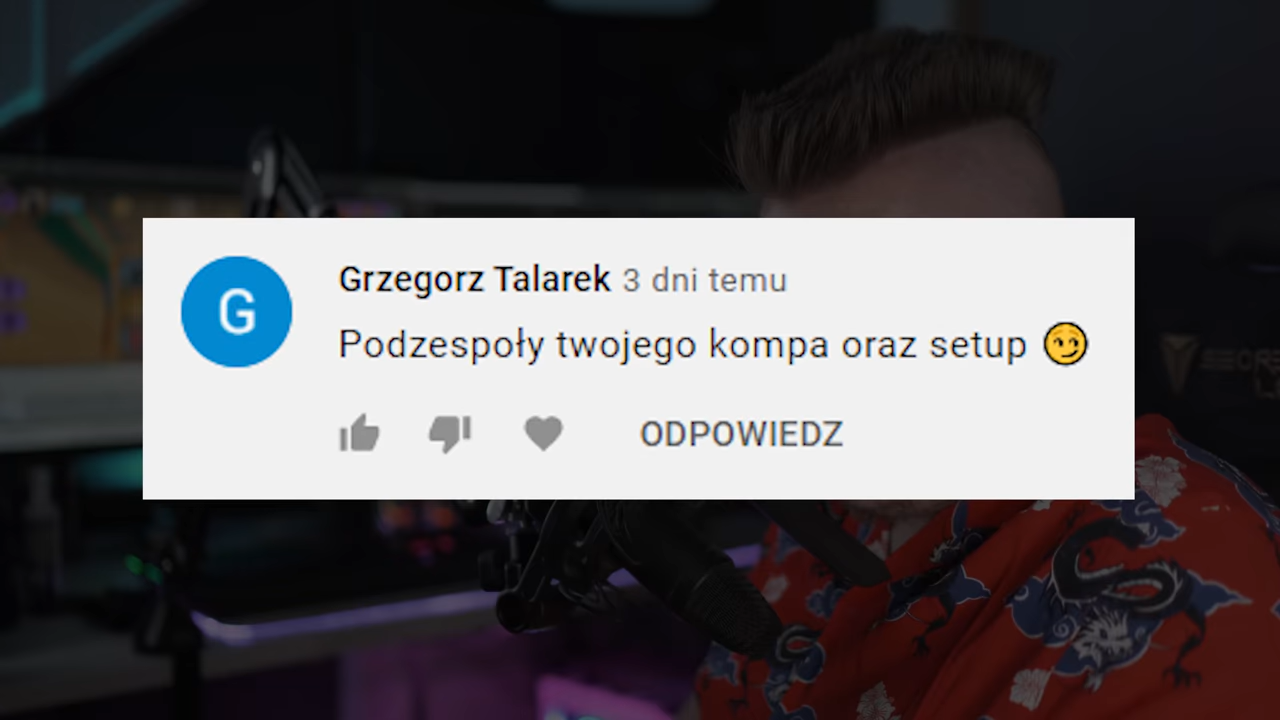 G
Grzegorz Talarek 3 dni temu
Podzespoły twojego kompa oraz setup 😏
ODPOWIEDZ